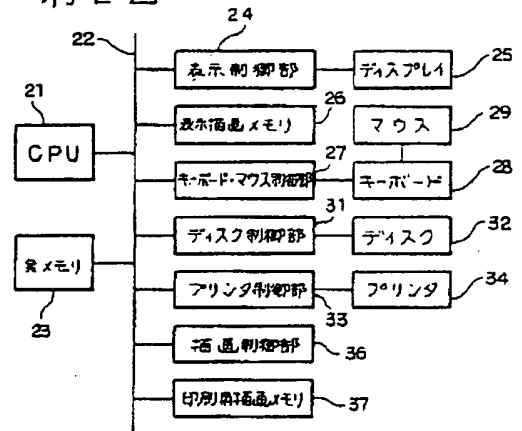 22
24
表示制御部
ディスプレイ
25
21
CPU
表示描画メモリ
26
マウス
29
27
キーボード・マウス制御部
キーボード
28
31
ディスク制御部
ディスク
32
メモリ
23
プリンタ制御部
33
プリンタ
34
描画制御部
36
印刷用描画メモリ
37